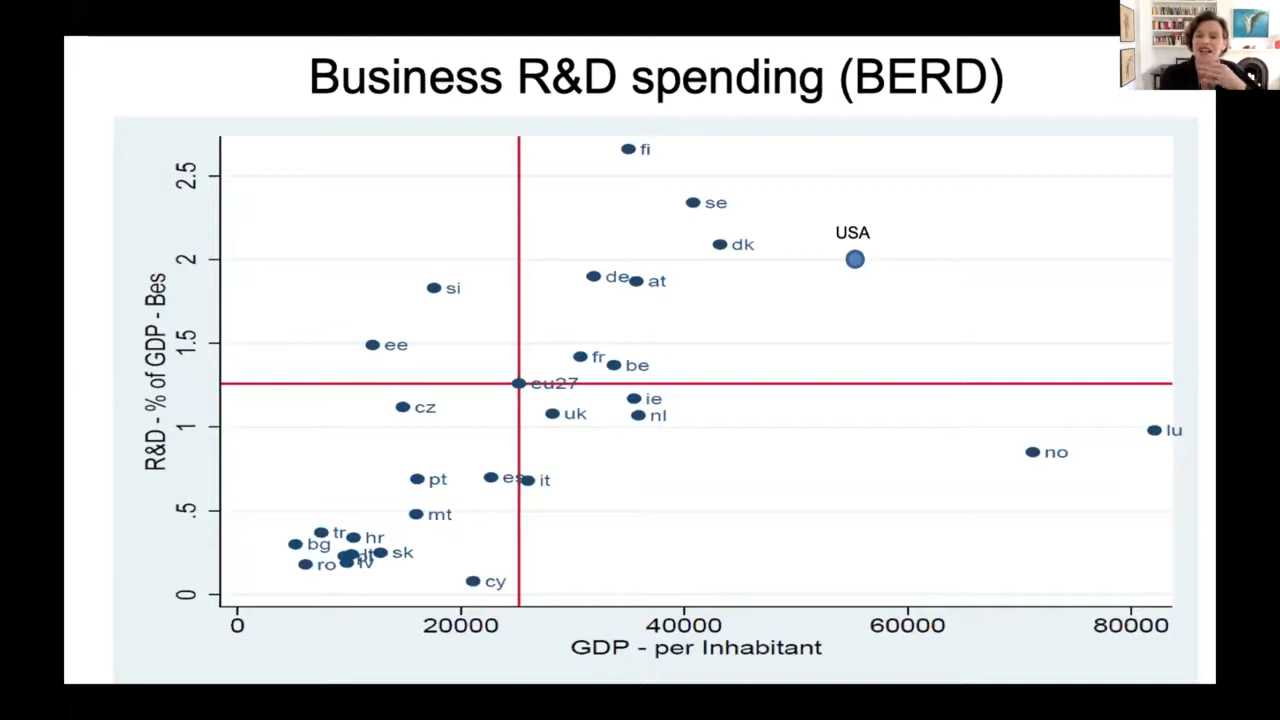 Business R&D spending (BERD)
R&D - % of GDP - Bes
2.5
2
1.5
1
.5
0
fi
se
dk
USA
de
at
si
ee
fr
be
eu27
ie
cz
uk
nl
lu
no
pt
es
it
mt
tr
hr
bg
sk
ro
lv
cy
0 20000 40000 60000 80000
GDP - per Inhabitant